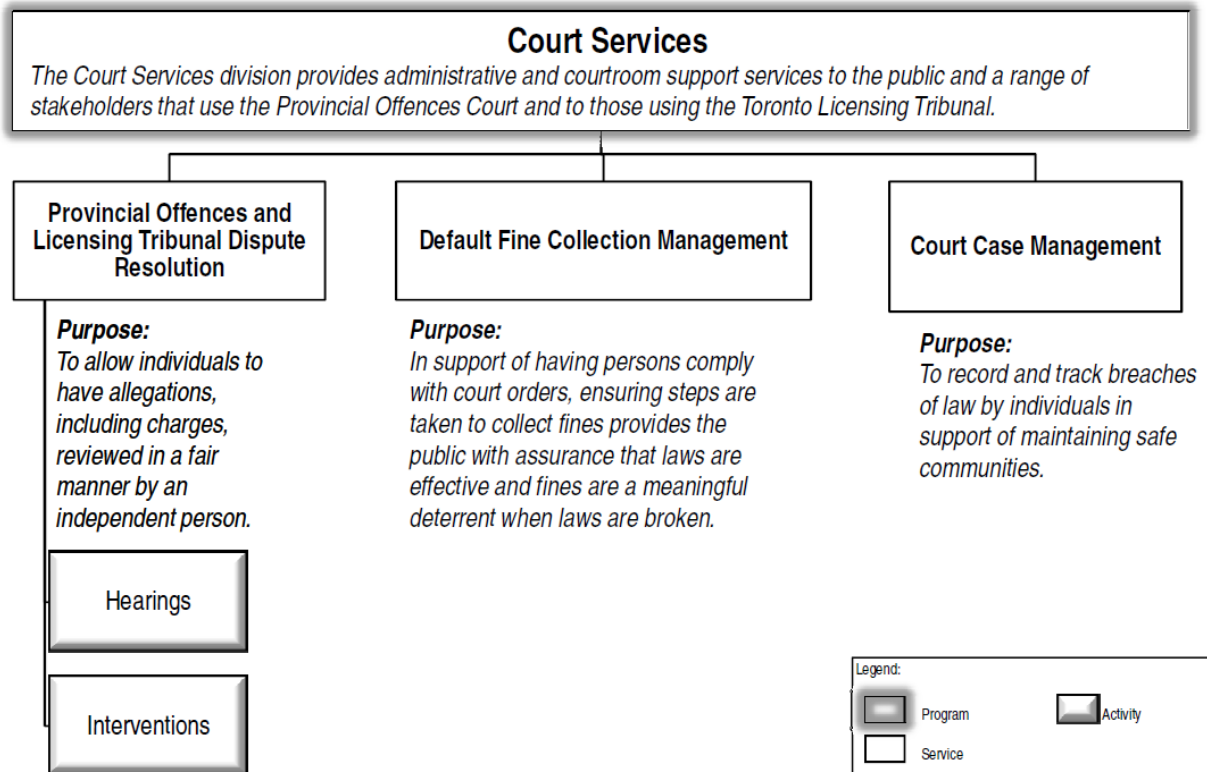 Court Services
The Court Services division provides administrative and courtroom support services to the public and a range of
stakeholders that use the Provincial Offences Court and to those using the Toronto Licensing Tribunal.
Provincial Offences and
Licensing Tribunal Dispute
Resolution
Purpose:
To allow individuals to
have allegations,
including charges,
reviewed in a fair
manner by an
independent person.
Hearings
Interventions
Default Fine Collection Management
Purpose:
In support of having persons comply
with court orders, ensuring steps are
taken to collect fines provides the
public with assurance that laws are
effective and fines are a meaningful
deterrent when laws are broken.
Court Case Management
Purpose:
To record and track breaches
of law by individuals in
support of maintaining safe
communities.
Legend:
Program
Activity
Service